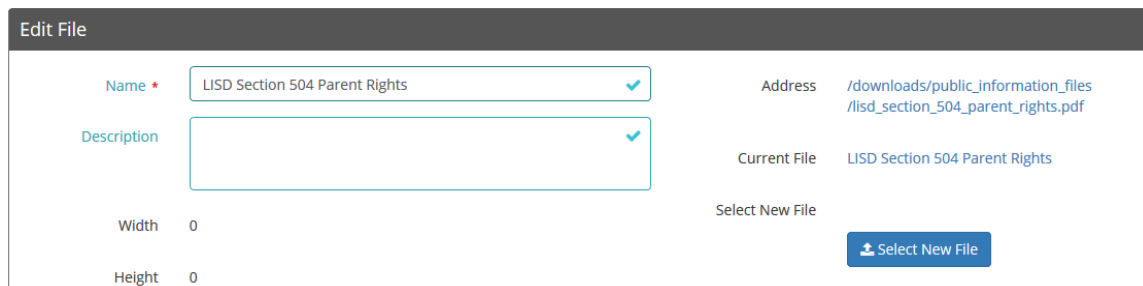 Edit File
Name *
LISD Section 504 Parent Rights
Description
Width
0
Height
0
Address
/downloads/public_information_files
/lisd_section_504_parent_rights.pdf
Current File
LISD Section 504 Parent Rights
Select New File
Select New File